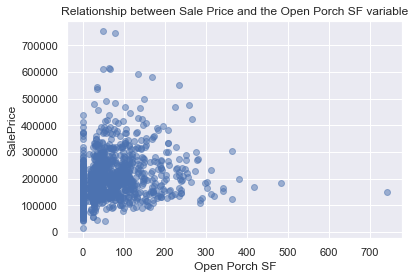 Relationship between Sale Price and the Open Porch SF variable
700000
600000
500000
400000
300000
200000
100000
0
SalePrice
0 100 200 300 400 500 600 700
Open Porch SF